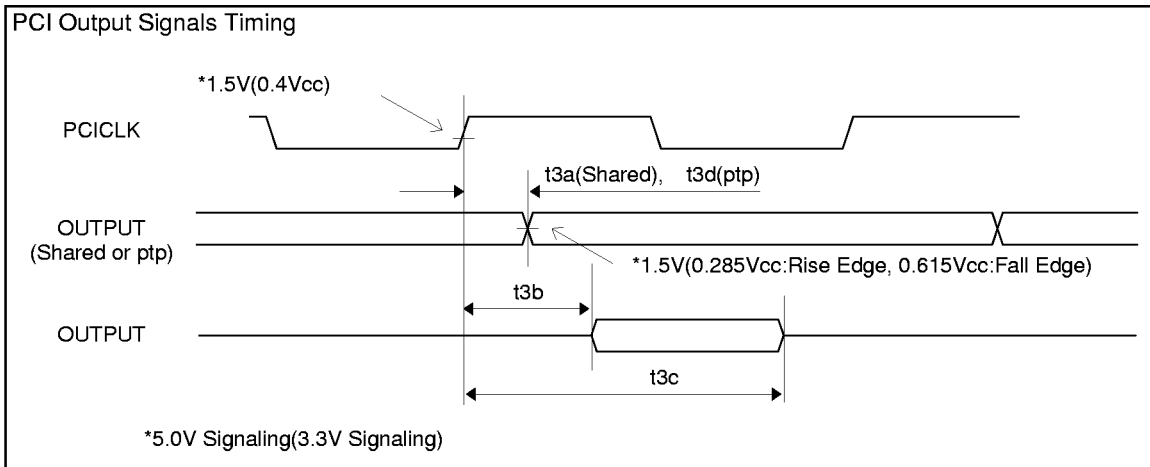 PCI Output Signals Timing
*1.5V(0.4Vcc)
PCICLK
t3a(Shared), t3d(ptp)
OUTPUT
(Shared or ptp)
*1.5V(0.285Vcc:Rise Edge, 0.615Vcc:Fall Edge)
t3b
OUTPUT
t3c
*5.0V Signaling(3.3V Signaling)